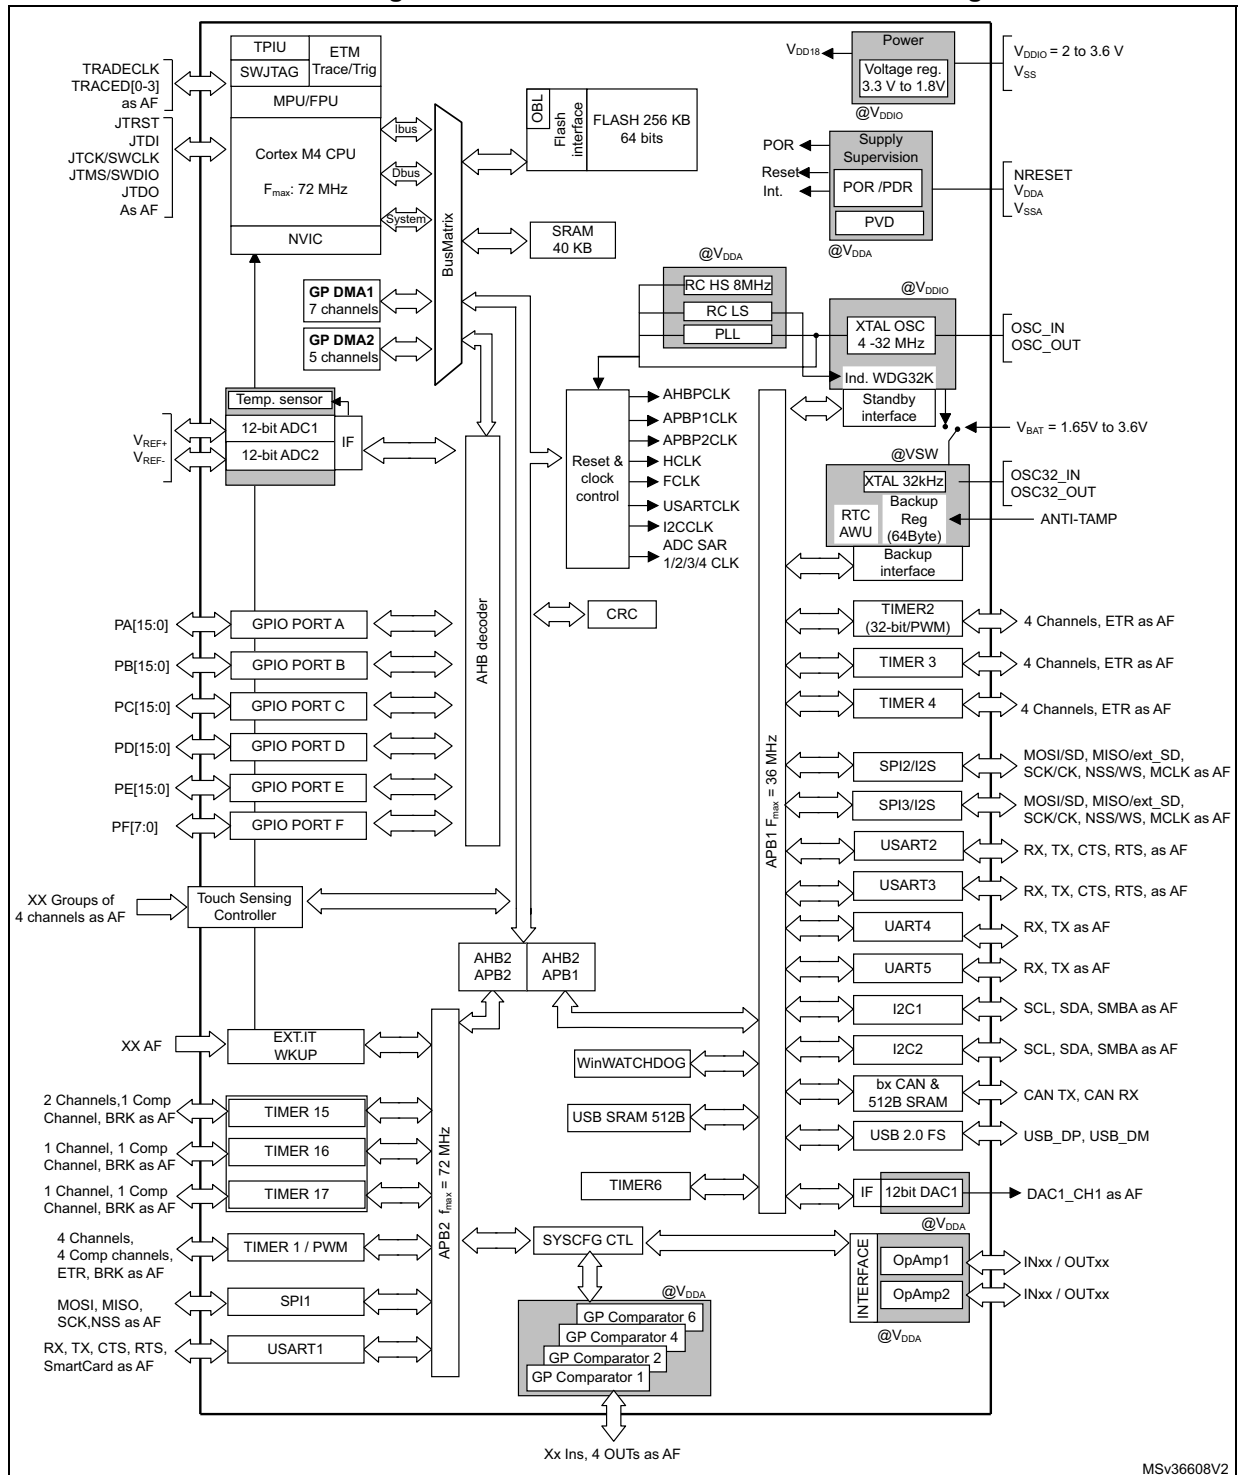 TPIU
ETM
Trace/Trig
SWJTAG
MPU/FPU
Cortex M4 CPU
Fmax: 72 MHz
NVIC
TRADECLK
TRACED[0-3]
as AF
JTRST
JTDI
JTCK/SWCLK
JTMS/SWDIO
JTDO
As AF
Ibus
Dbus
System
BusMatrix
OBL
Flash
interface
FLASH 256 KB
64 bits
SRAM
40 KB
VDD18
Power
Voltage reg.
3.3 V to 1.8V
@VDDIO
VDDIO = 2 to 3.6 V
VSS
POR
Reset
Int.
Supply
Supervision
POR /PDR
PVD
@VDDA
NRESET
VDDA
VSSA
GP DMA1
7 channels
GP DMA2
5 channels
@VDDA
RC HS 8MHz
RC LS
PLL
@VDDIO
XTAL OSC
4 -32 MHz
Ind. WDG32K
Standby
interface
OSC_IN
OSC_OUT
VBAT = 1.65V to 3.6V
@VSW
XTAL 32kHz
RTC
AWU
Backup
Reg
(64Byte)
Backup
interface
OSC32_IN
OSC32_OUT
ANTI-TAMP
Reset &
clock
control
AHBPCLK
APBP1CLK
APBP2CLK
HCLK
FCLK
USARTCLK
I2CCLK
ADC SAR
1/2/3/4 CLK
VREF+
VREF-
Temp. sensor
12-bit ADC1
12-bit ADC2
IF
AHB decoder
CRC
PA[15:0]
GPIO PORT A
PB[15:0]
GPIO PORT B
PC[15:0]
GPIO PORT C
PD[15:0]
GPIO PORT D
PE[15:0]
GPIO PORT E
PF[7:0]
GPIO PORT F
XX Groups of
4 channels as AF
Touch Sensing
Controller
AHB2
APB2
AHB2
APB1
APB1 Fmax = 36 MHz
TIMER2
(32-bit/PWM)
4 Channels, ETR as AF
TIMER 3
4 Channels, ETR as AF
TIMER 4
4 Channels, ETR as AF
SPI2/I2S
MOSI/SD, MISO/ext_SD,
SCK/CK, NSS/WS, MCLK as AF
SPI3/I2S
MOSI/SD, MISO/ext_SD,
SCK/CK, NSS/WS, MCLK as AF
USART2
RX, TX, CTS, RTS, as AF
USART3
RX, TX, CTS, RTS, as AF
UART4
RX, TX as AF
UART5
RX, TX as AF
I2C1
SCL, SDA, SMBA as AF
I2C2
SCL, SDA, SMBA as AF
bx CAN &
512B SRAM
CAN TX, CAN RX
USB 2.0 FS
USB_DP, USB_DM
IF
12bit DAC1
DAC1_CH1 as AF
@VDDA
WinWATCHDOG
USB SRAM 512B
TIMER6
XX AF
EXT.IT
WKUP
2 Channels,1 Comp
Channel, BRK as AF
TIMER 15
1 Channel, 1 Comp
Channel, BRK as AF
TIMER 16
1 Channel, 1 Comp
Channel, BRK as AF
TIMER 17
4 Channels,
4 Comp channels,
ETR, BRK as AF
TIMER 1 / PWM
MOSI, MISO,
SCK,NSS as AF
SPI1
RX, TX, CTS, RTS,
SmartCard as AF
USART1
APB2 fmax = 72 MHz
SYSCFG CTL
INTERFACE
OpAmp1
INxx / OUTxx
OpAmp2
INxx / OUTxx
@VDDA
@VDDA
GP Comparator 6
GP Comparator 4
GP Comparator 2
GP Comparator 1
Xx Ins, 4 OUTs as AF
MSv36608V2